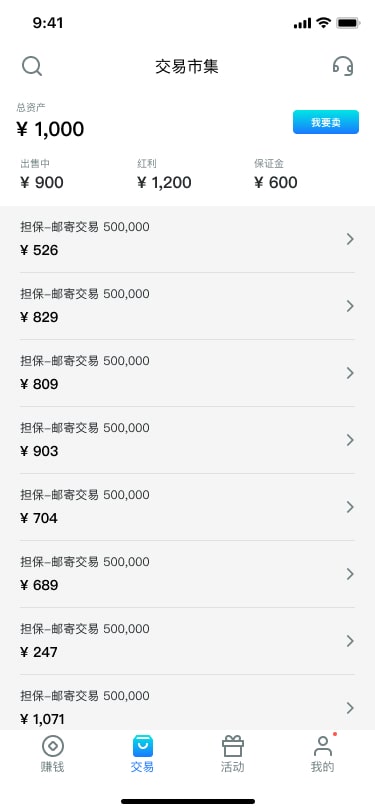 9:41
交易市集
总资产
¥ 1,000
我要卖
出售中
红利
保证金
¥ 900
¥ 1,200
¥ 600
担保-邮寄交易 500,000
¥ 526
担保-邮寄交易 500,000
¥ 829
担保-邮寄交易 500,000
¥ 809
担保-邮寄交易 500,000
¥ 903
担保-邮寄交易 500,000
¥ 704
担保-邮寄交易 500,000
¥ 689
担保-邮寄交易 500,000
¥ 247
担保-邮寄交易 500,000
¥ 1,071
赚钱
交易
活动
我的